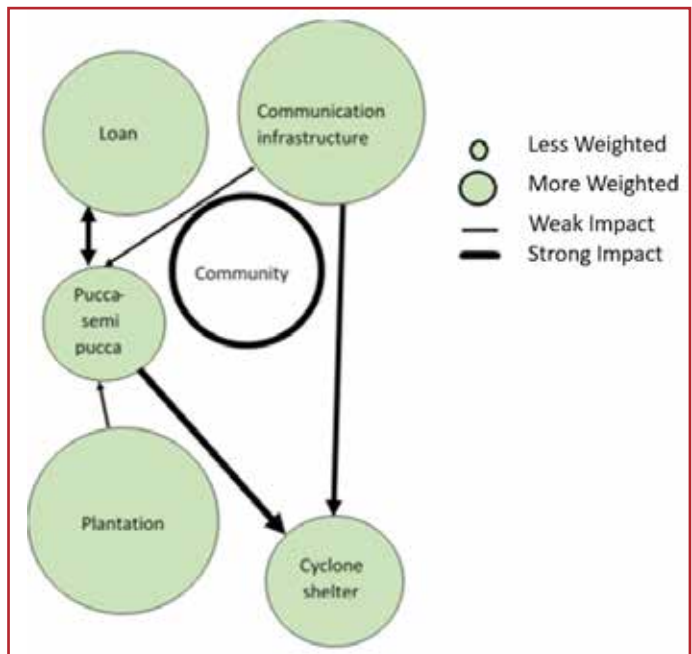 Loan
Communication
infrastructure
Less Weighted
More Weighted
Weak Impact
Strong Impact
Community
Pucca-
semi
pucca
Plantation
Cyclone
shelter